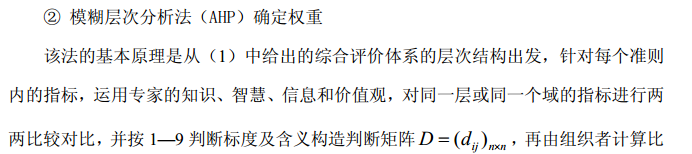 ② 模糊层次分析法（AHP）确定权重
该法的基本原理是从（1）中给出的综合评价体系的层次结构出发，针对每个准则
内的指标，运用专家的知识、智慧、信息和价值观，对同一层或同一个域的指标进行两
两比较对比，并按 1—9 判断标度及含义构造判断矩阵 D = (d_{ij})_{n×n}，再由组织者计算比